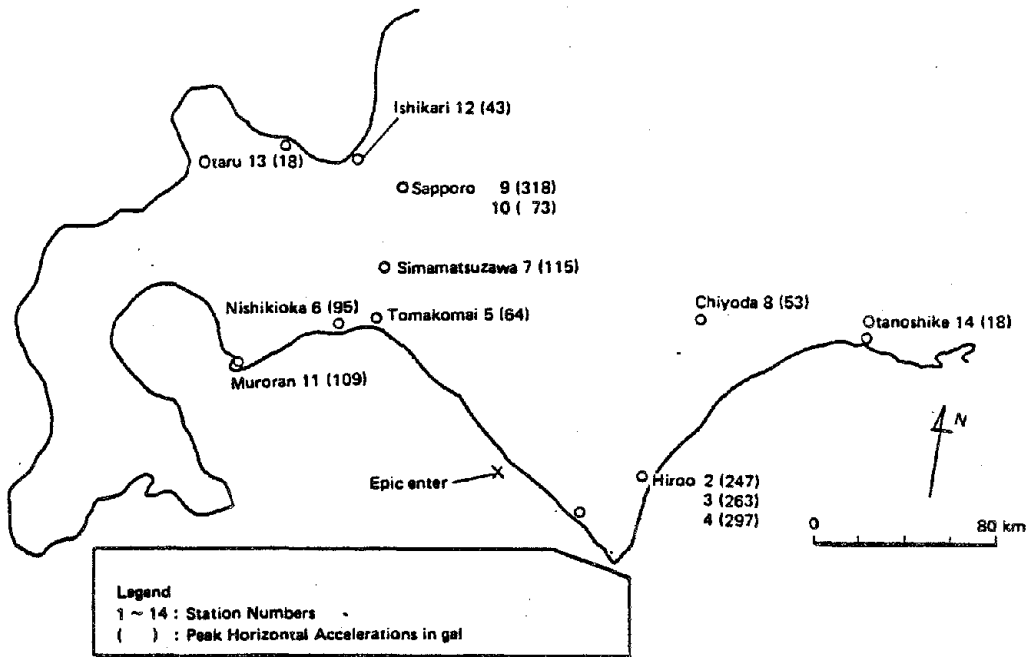 Ishikari 12 (43)
Otaru 13 (18)
Sapporo 9 (318)
10 ( 73)
Simamatsuzawa 7 (115)
Nishikioka 6 (95)
Tomakomai 5 (64)
Chiyoda 8 (53)
Otanoshike 14 (18)
Muroran 11 (109)
N
Epic enter
Hiroo 2 (247)
3 (263)
4 (297)
0 80 km
Legend
1 ~ 14 : Station Numbers
( ) : Peak Horizontal Accelerations in gal